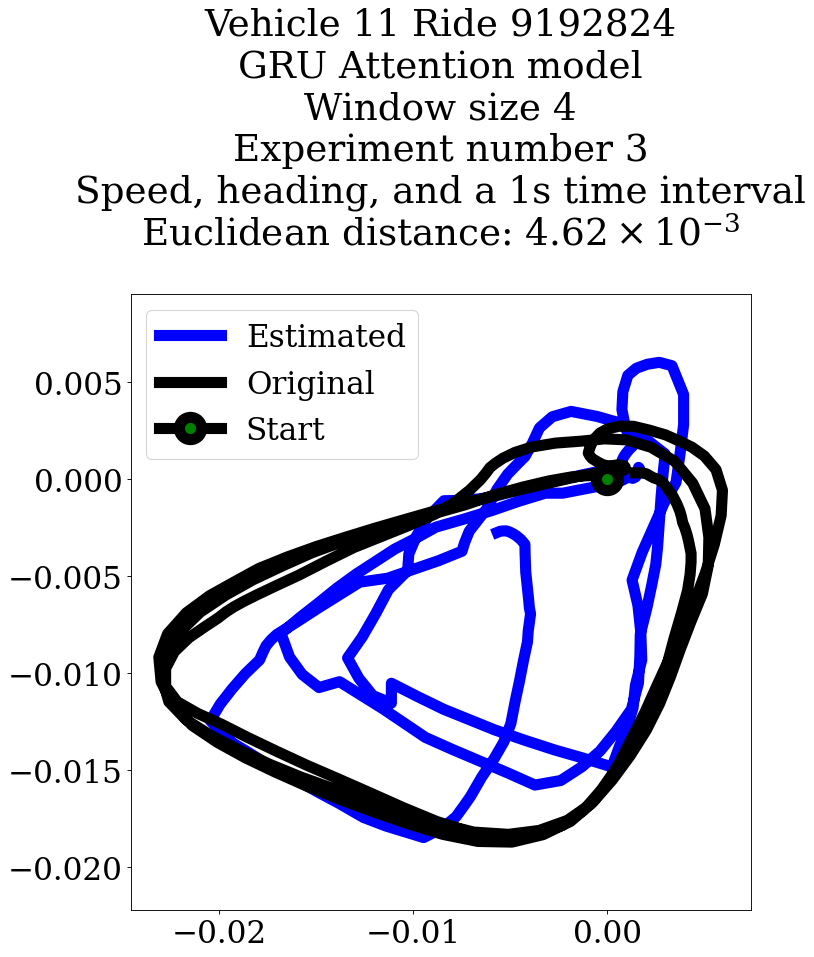 Vehicle 11 Ride 9192824
GRU Attention model
Window size 4
Experiment number 3
Speed, heading, and a 1s time interval
Euclidean distance: 4.62 × 10⁻³
Estimated
Original
Start
0.005
0.000
−0.005
−0.010
−0.015
−0.020
−0.02
−0.01
0.00